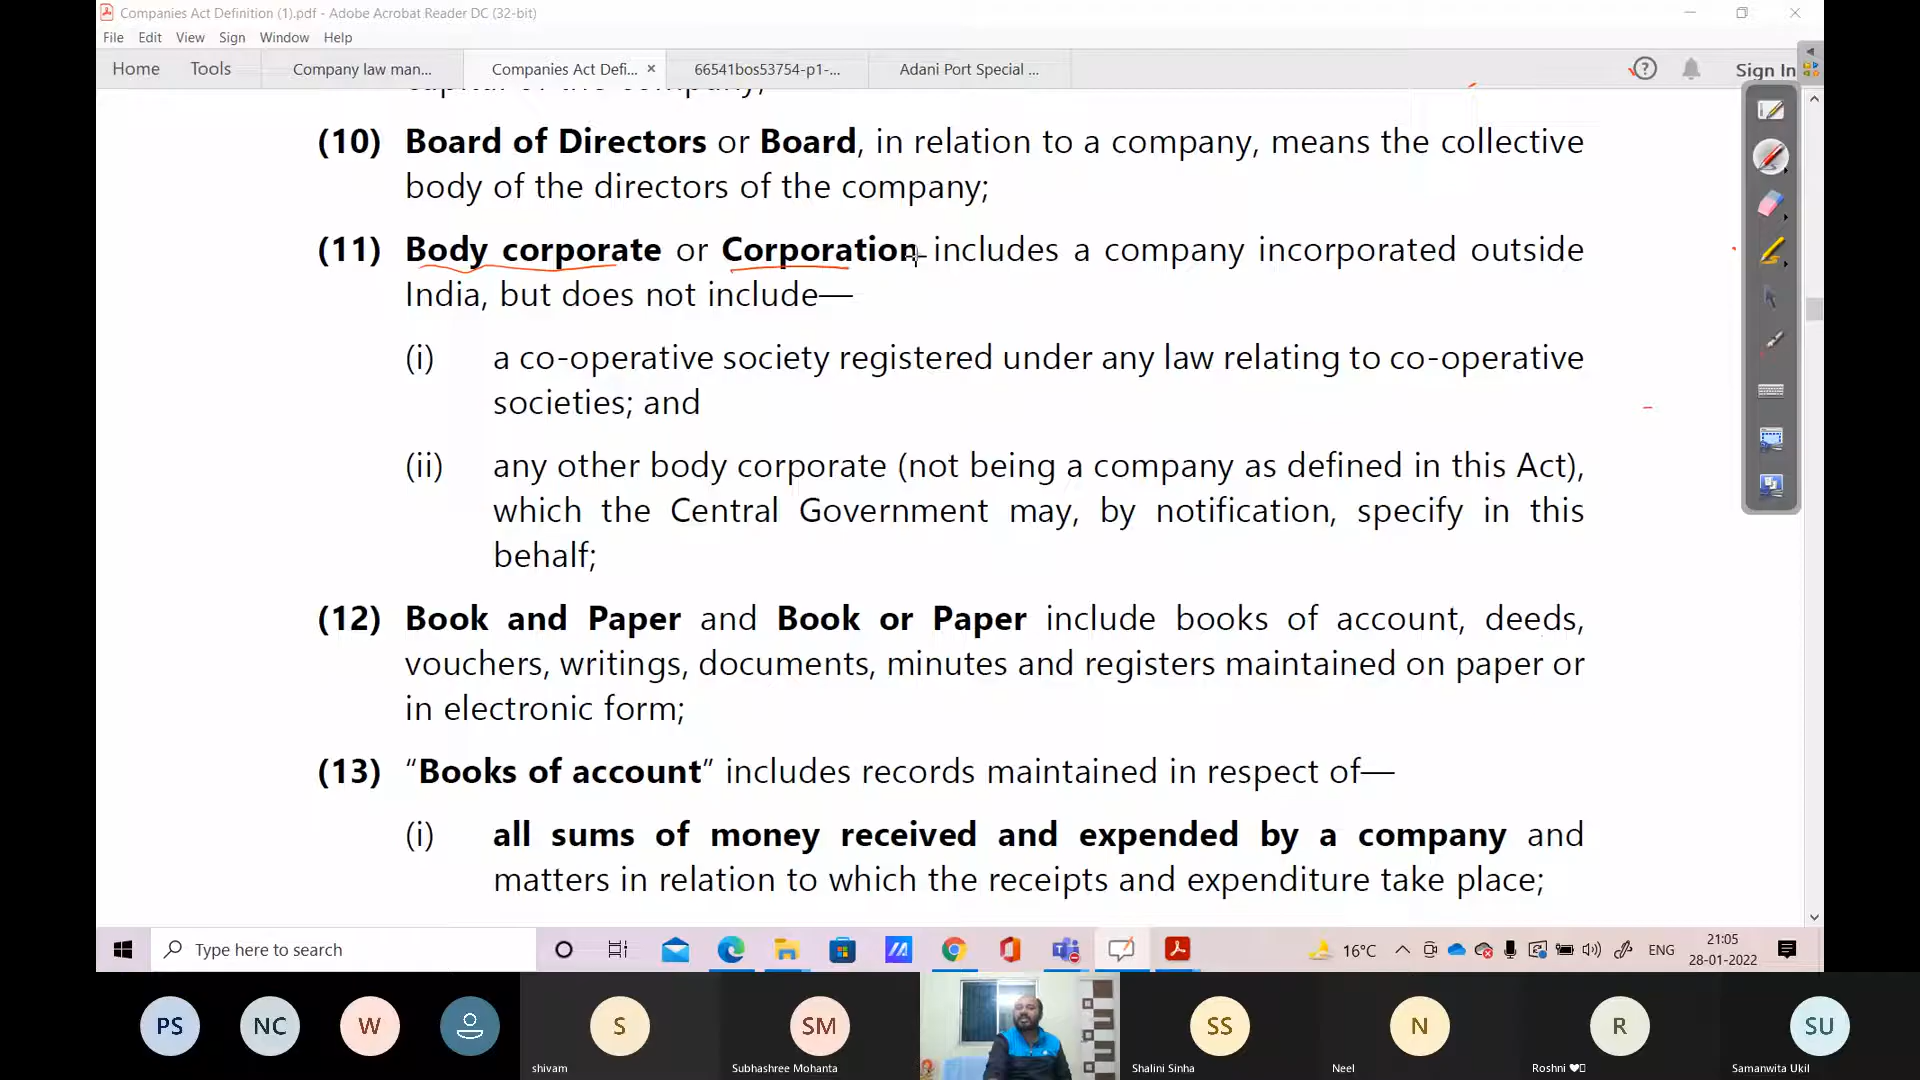 Companies Act Definition (1).pdf - Adobe Acrobat Reader DC (32-bit)
File Edit View Sign Window Help
Home Tools Company law man... Companies Act Defi... × 66541bos53754-p1-... Adani Port Special ... Sign In
capital of the company;
(10) Board of Directors or Board, in relation to a company, means the collective
body of the directors of the company;
(11) Body corporate or Corporation includes a company incorporated outside
India, but does not include—
(i) a co-operative society registered under any law relating to co-operative
societies; and
(ii) any other body corporate (not being a company as defined in this Act),
which the Central Government may, by notification, specify in this
behalf;
(12) Book and Paper and Book or Paper include books of account, deeds,
vouchers, writings, documents, minutes and registers maintained on paper or
in electronic form;
(13) “Books of account” includes records maintained in respect of—
(i) all sums of money received and expended by a company and
matters in relation to which the receipts and expenditure take place;
Type here to search 16°C ENG 21:05
28-01-2022
PS NC W S SM SS N R SU
shivam Subhashree Mohanta Shalini Sinha Neel Roshni ❤ Samanwita Ukil